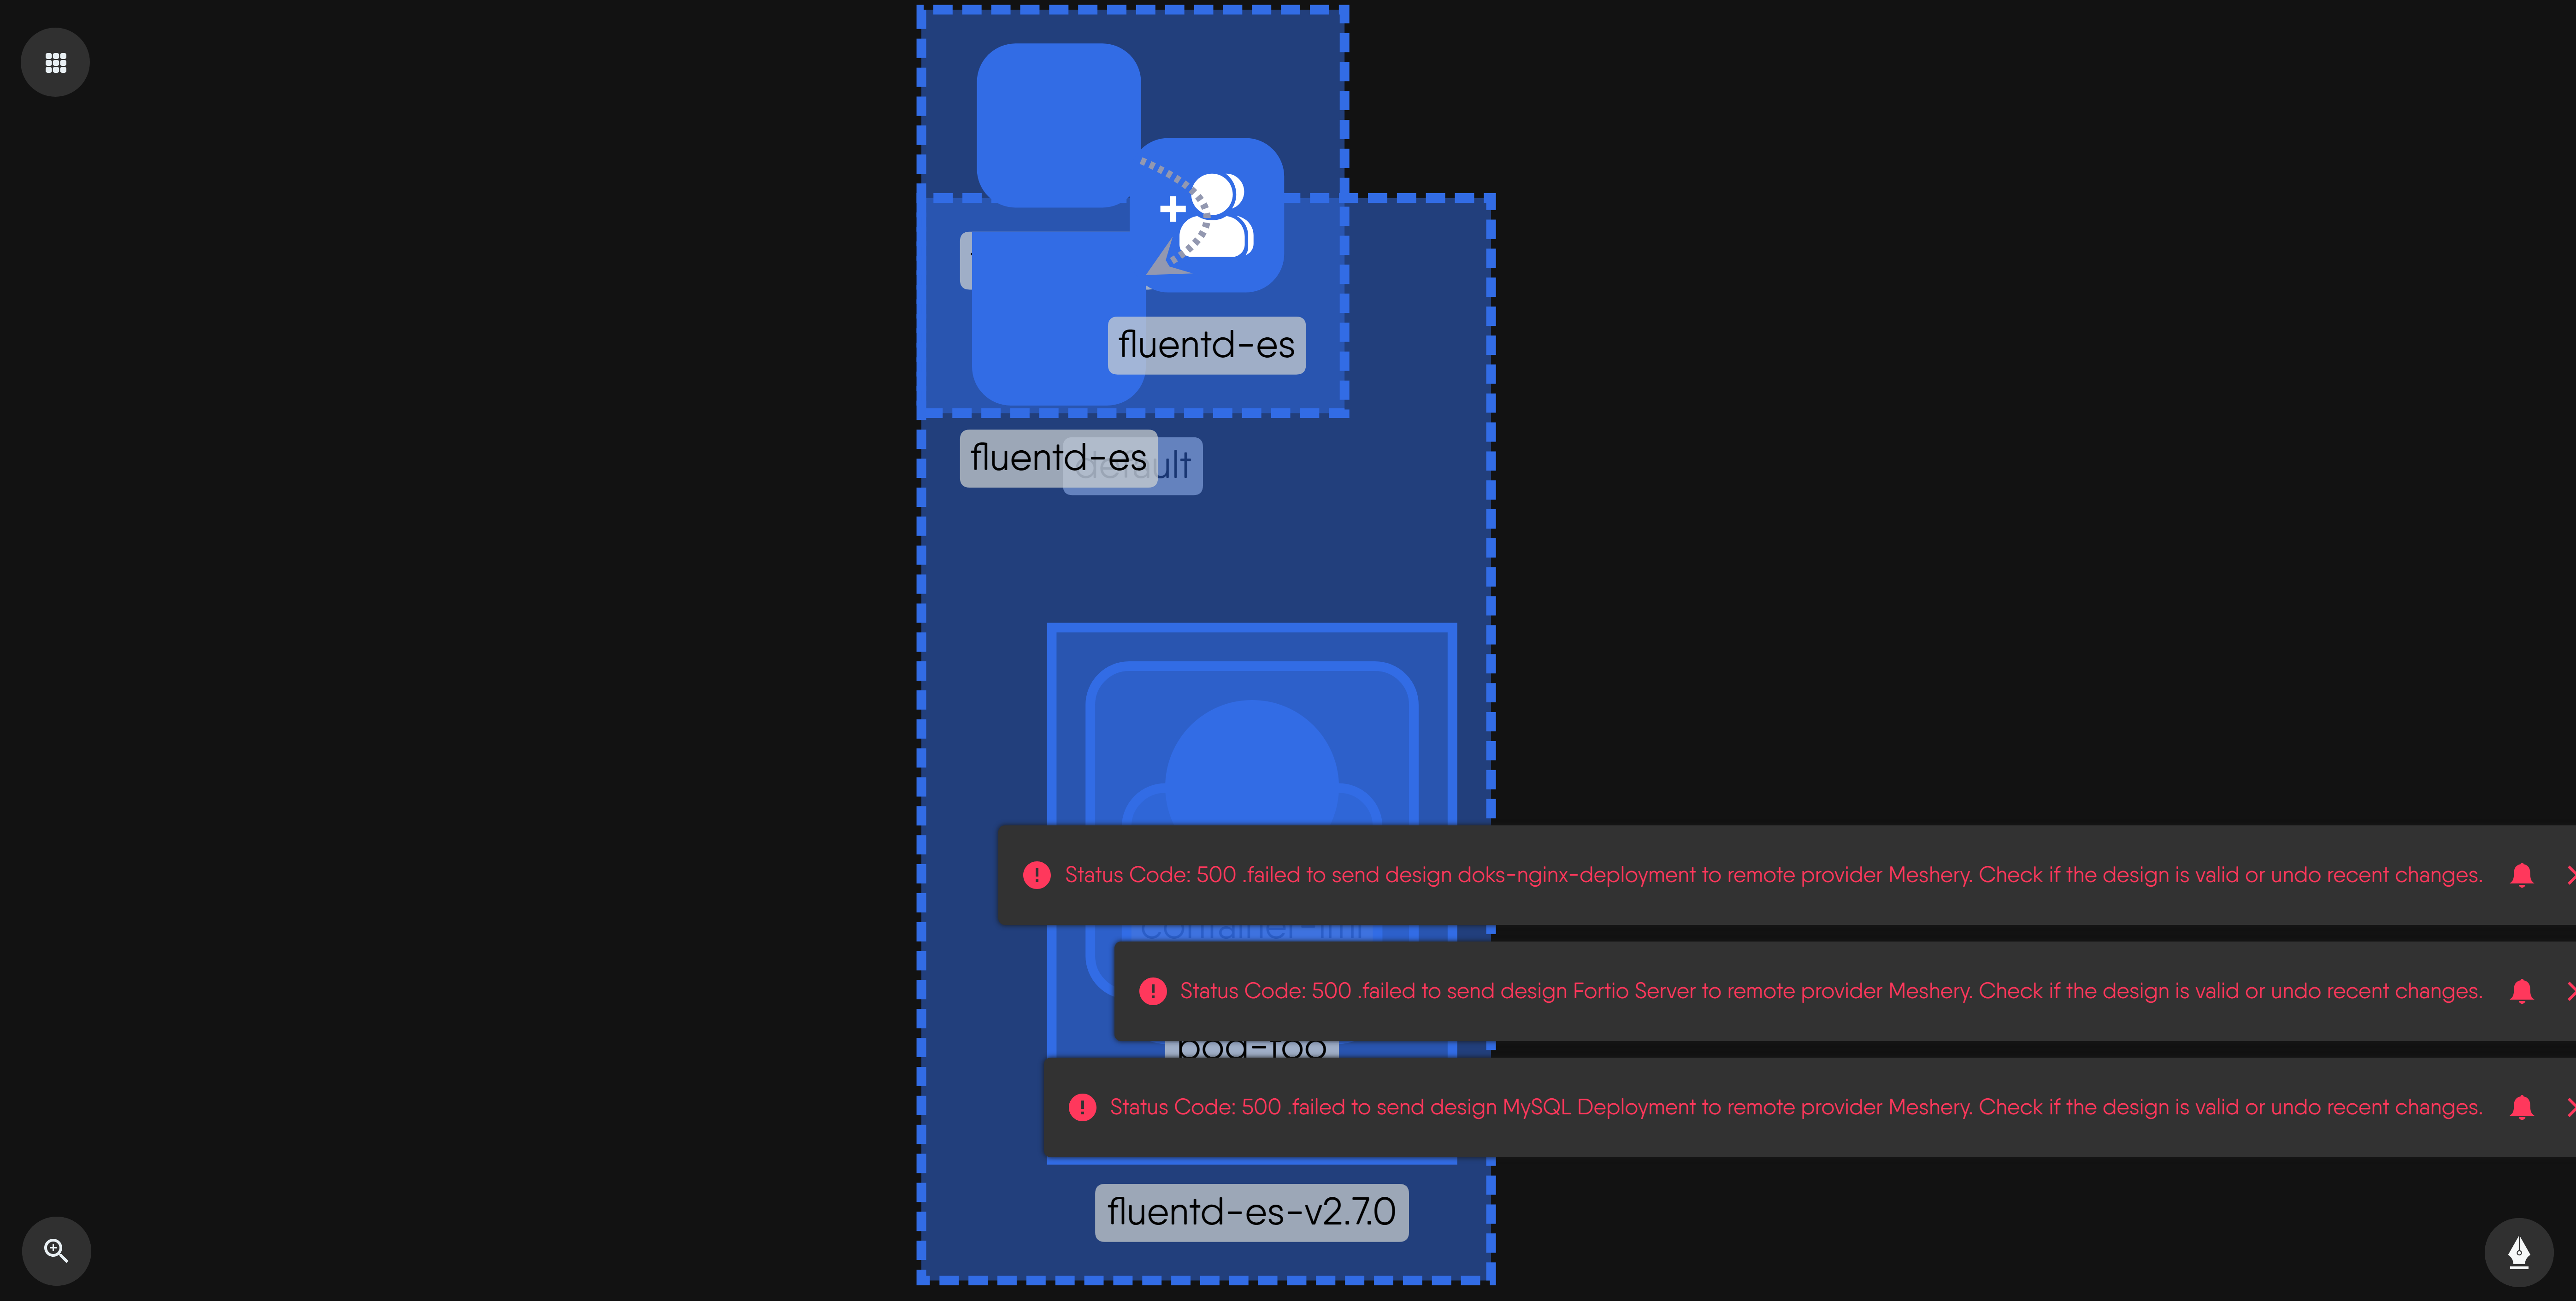 fluentd-es
fluentd-es
default
Status Code: 500 .failed to send design doks-nginx-deployment to remote provider Meshery. Check if the design is valid or undo recent changes.
Status Code: 500 .failed to send design Fortio Server to remote provider Meshery. Check if the design is valid or undo recent changes.
Status Code: 500 .failed to send design MySQL Deployment to remote provider Meshery. Check if the design is valid or undo recent changes.
fluentd-es-v2.7.0